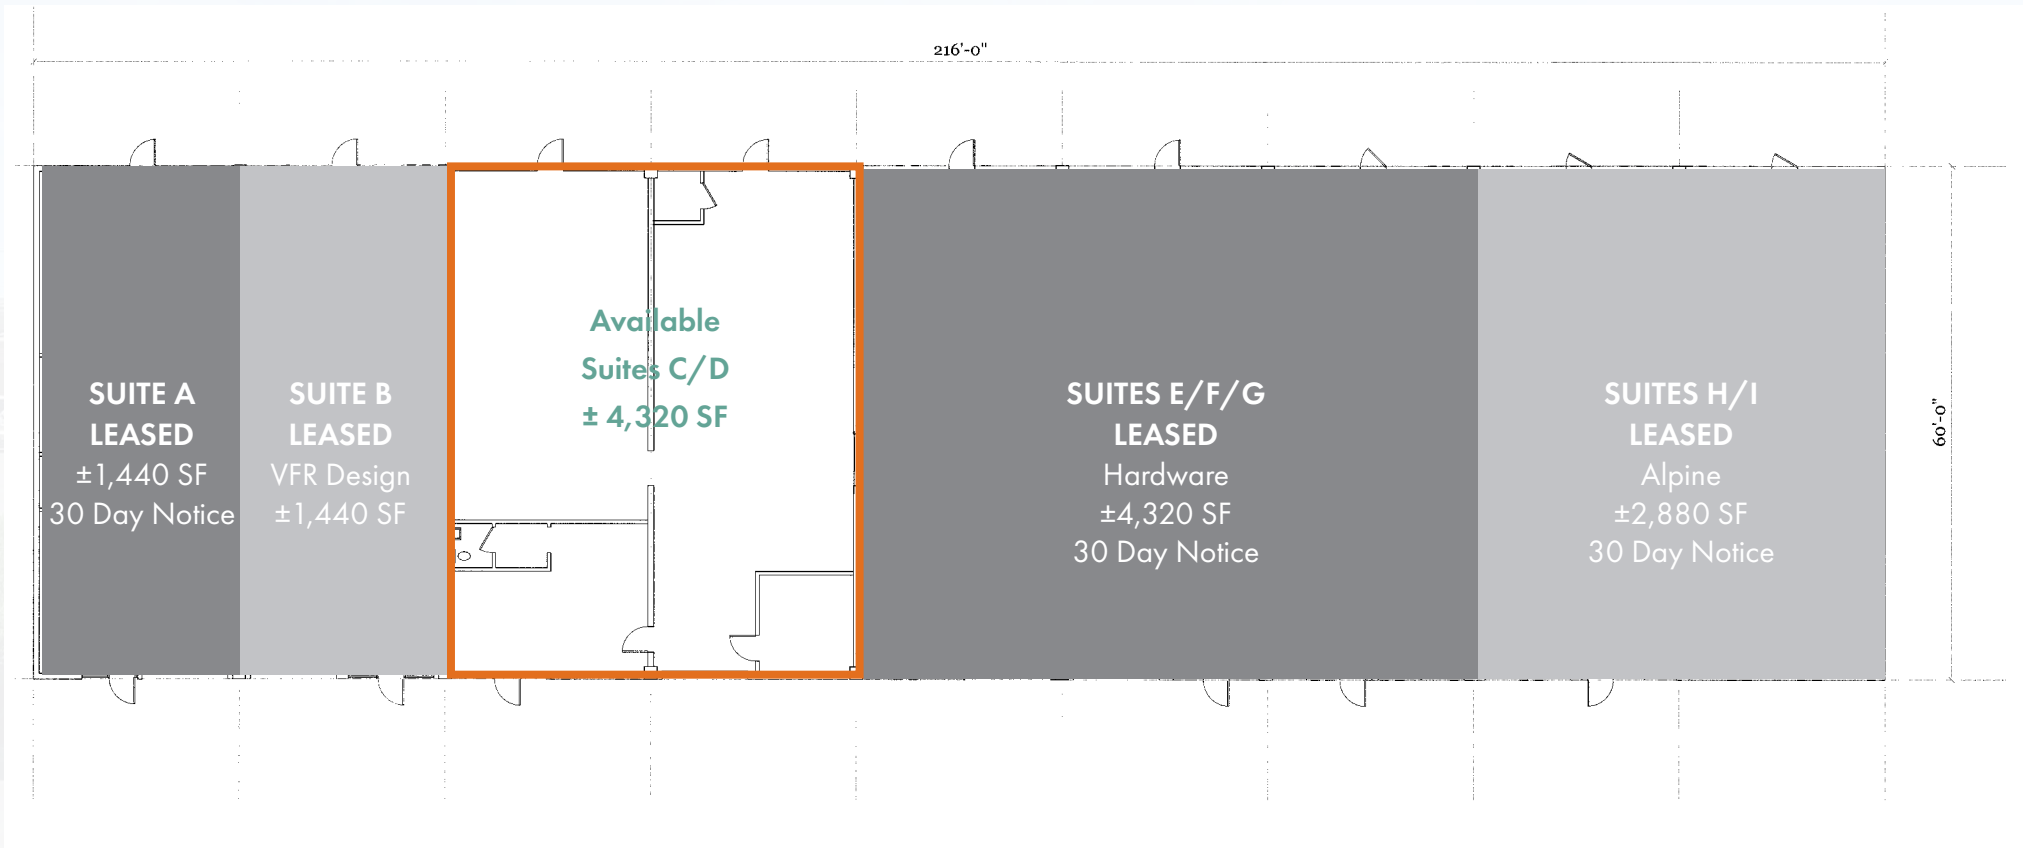 216'-0"
SUITE A
LEASED
±1,440 SF
30 Day Notice
SUITE B
LEASED
VFR Design
±1,440 SF
Available
Suites C/D
± 4,320 SF
SUITES E/F/G
LEASED
Hardware
±4,320 SF
30 Day Notice
SUITES H/I
LEASED
Alpine
±2,880 SF
30 Day Notice
60'-0"